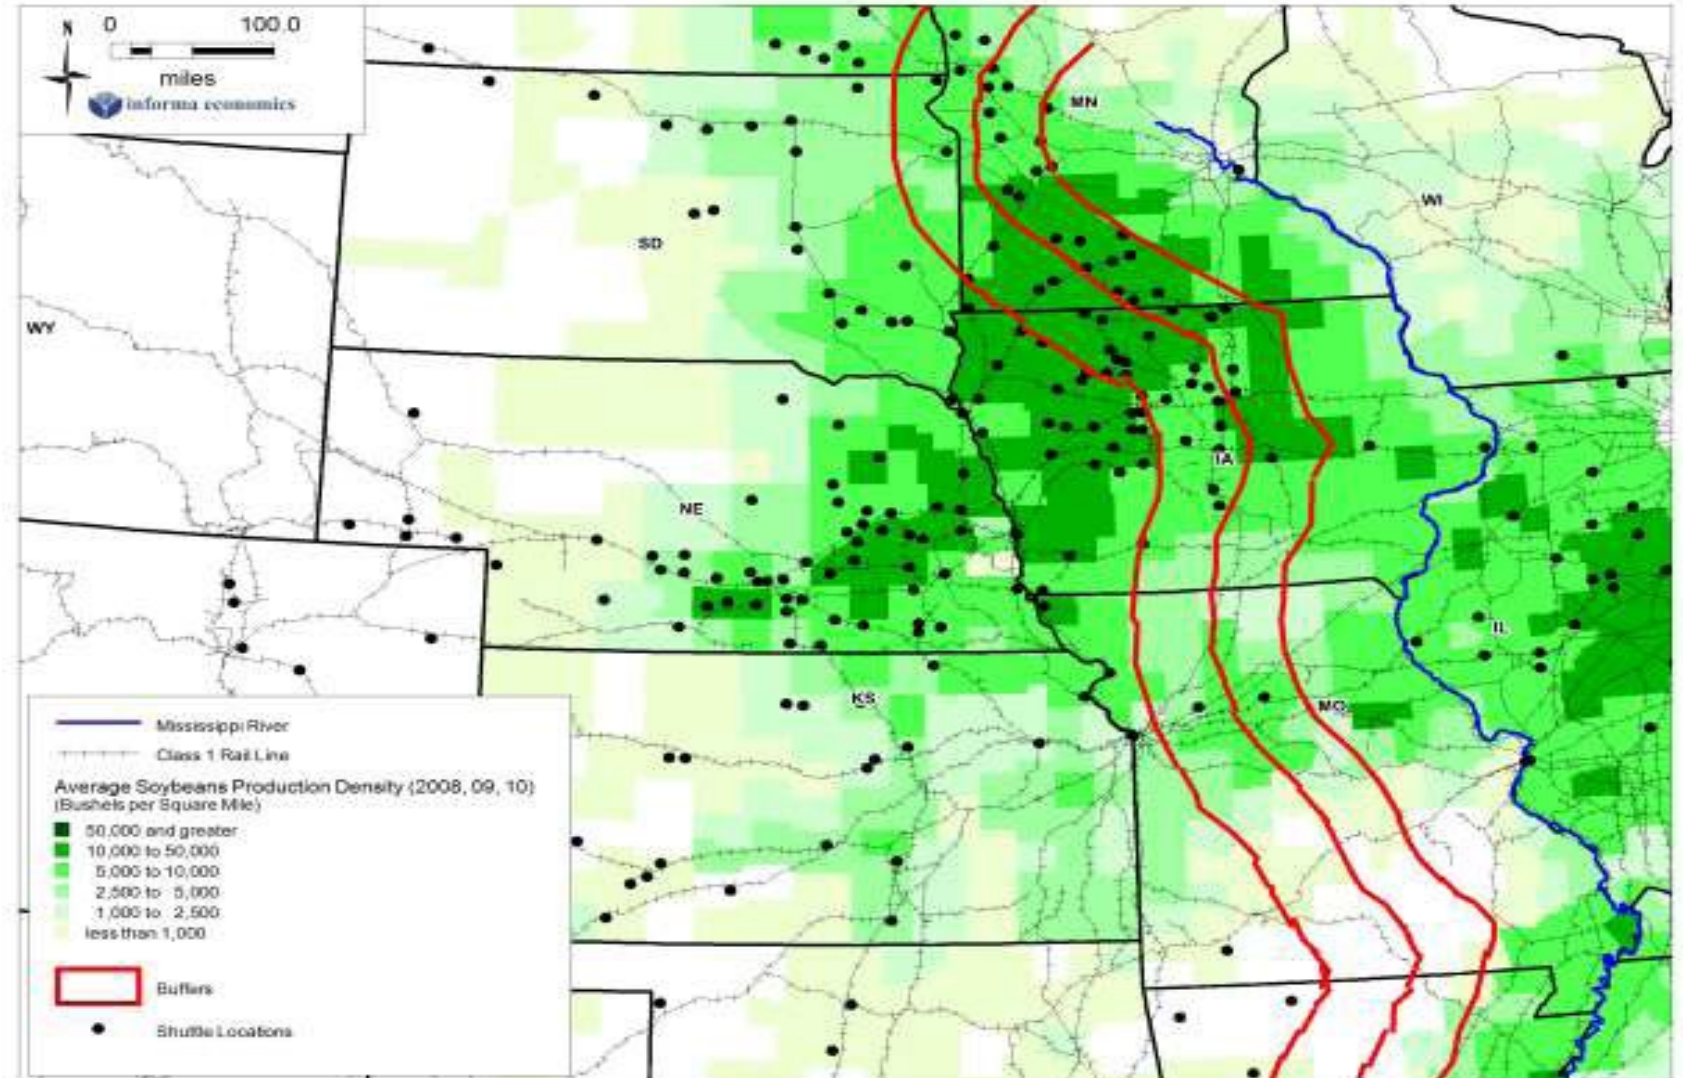 N
0 100.0
miles
informa economics
MN
WI
SD
WY
IA
NE
IL
KS
MO
Mississippi River
Class 1 Rail Line
Average Soybeans Production Density (2008, 09, 10)
(Bushels per Square Mile)
50,000 and greater
10,000 to 50,000
5,000 to 10,000
2,500 to 5,000
1,000 to 2,500
less than 1,000
Buffers
Shuttle Locations